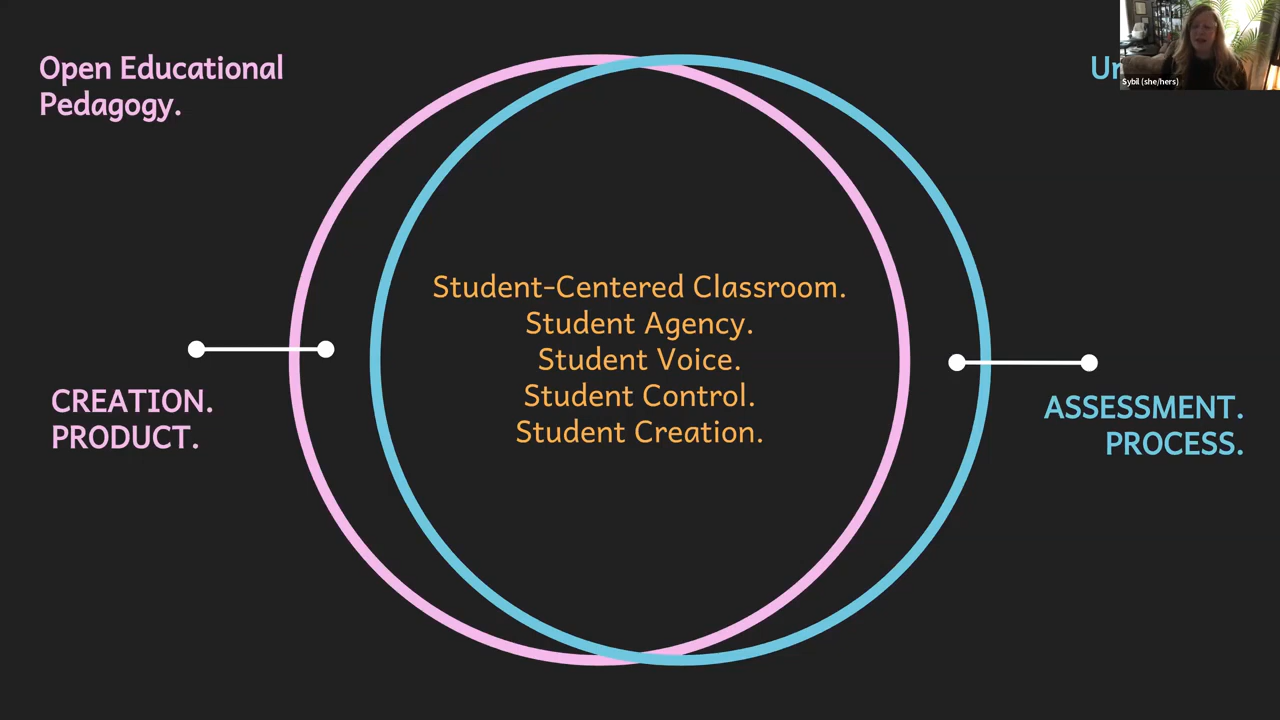 Open Educational
Pedagogy.
Sybil (she/hers)
Student-Centered Classroom.
Student Agency.
Student Voice.
Student Control.
Student Creation.
CREATION.
PRODUCT.
ASSESSMENT.
PROCESS.